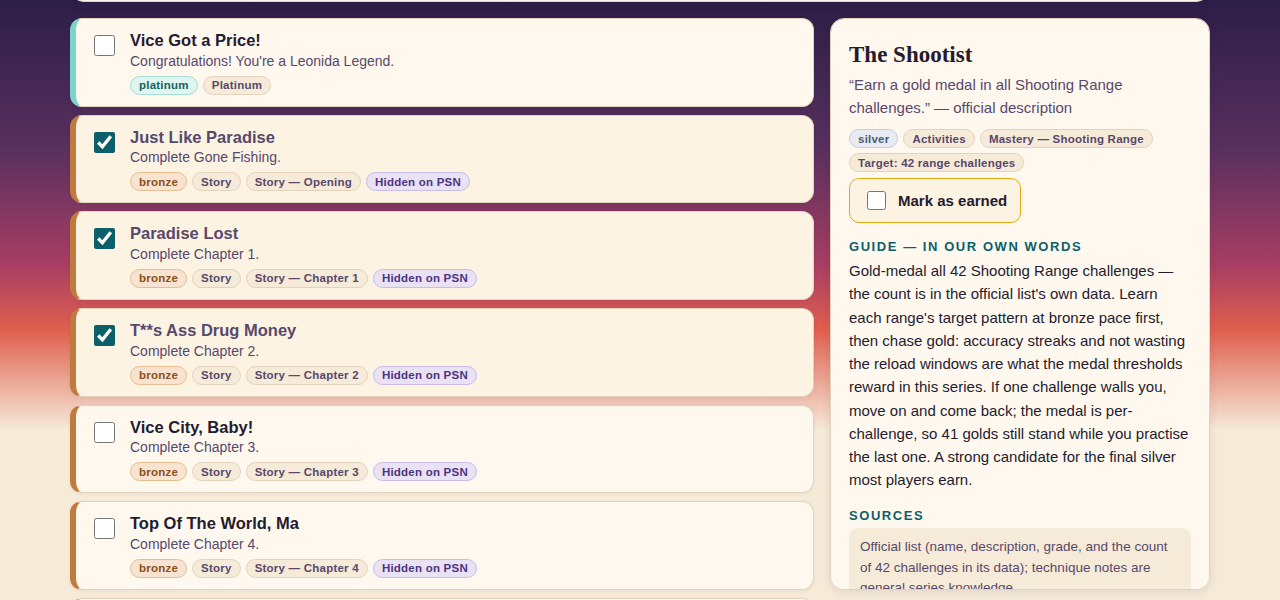 Vice Got a Price!
Congratulations! You're a Leonida Legend.
platinum Platinum
Just Like Paradise
Complete Gone Fishing.
bronze Story Story — Opening Hidden on PSN
Paradise Lost
Complete Chapter 1.
bronze Story Story — Chapter 1 Hidden on PSN
T**s Ass Drug Money
Complete Chapter 2.
bronze Story Story — Chapter 2 Hidden on PSN
Vice City, Baby!
Complete Chapter 3.
bronze Story Story — Chapter 3 Hidden on PSN
Top Of The World, Ma
Complete Chapter 4.
bronze Story Story — Chapter 4 Hidden on PSN
The Shootist
“Earn a gold medal in all Shooting Range
challenges.” — official description
silver Activities Mastery — Shooting Range
Target: 42 range challenges
Mark as earned
GUIDE — IN OUR OWN WORDS
Gold-medal all 42 Shooting Range challenges —
the count is in the official list's own data. Learn
each range's target pattern at bronze pace first,
then chase gold: accuracy streaks and not wasting
the reload windows are what the medal thresholds
reward in this series. If one challenge walls you,
move on and come back; the medal is per-
challenge, so 41 golds still stand while you practise
the last one. A strong candidate for the final silver
most players earn.
SOURCES
Official list (name, description, grade, and the count
of 42 challenges in its data); technique notes are
general series knowledge.